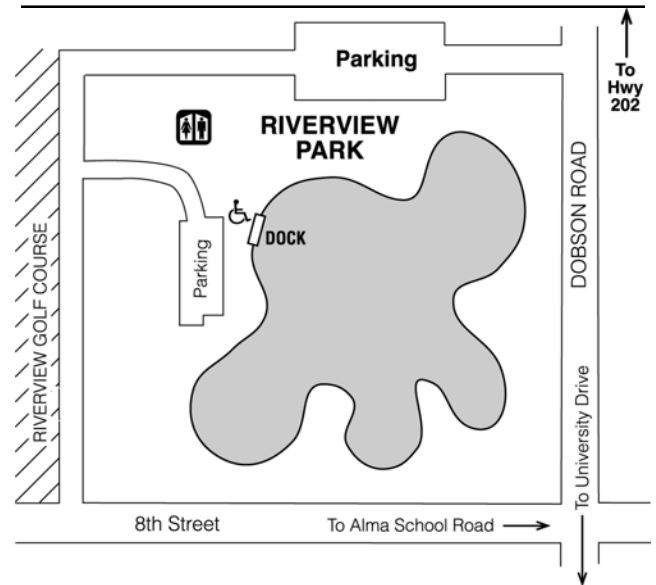 Parking
To
Hwy
202
RIVERVIEW
PARK
DOCK
Parking
RIVERVIEW GOLF COURSE
DOBSON ROAD
To University Drive
8th Street
To Alma School Road